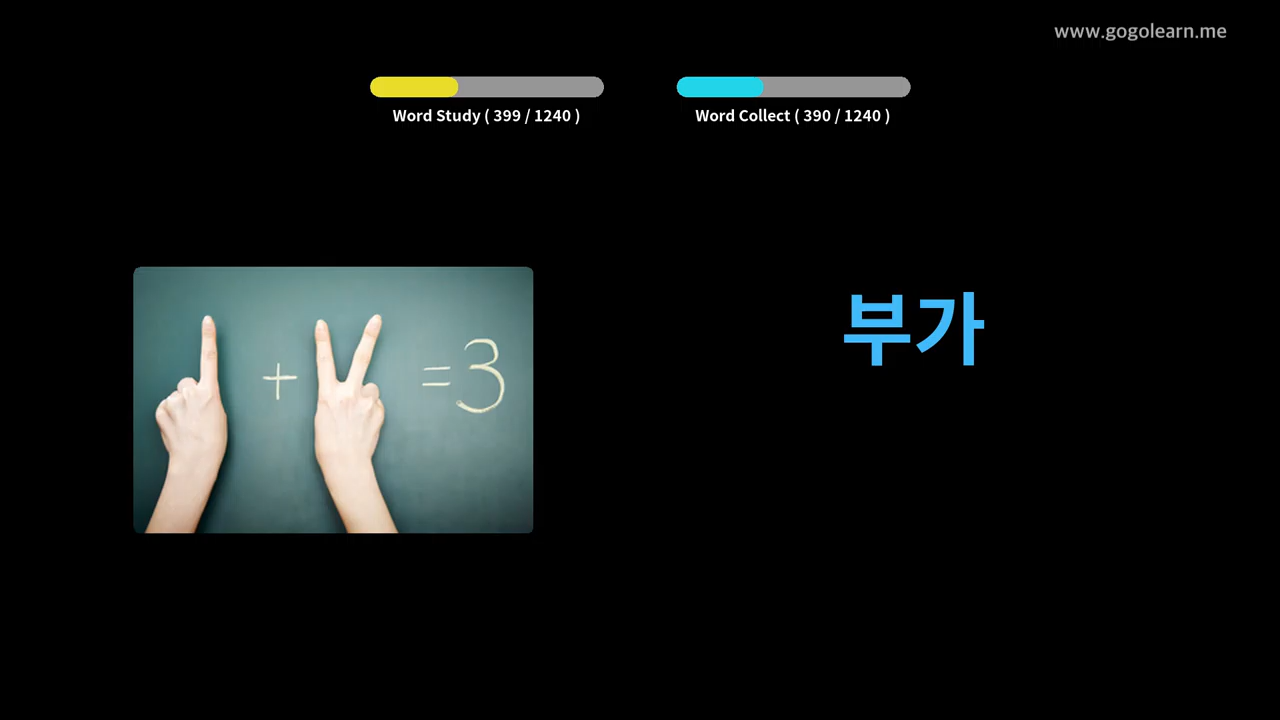 www.gogolearn.me
Word Study ( 399 / 1240 )
Word Collect ( 390 / 1240 )
+ = 3
부가